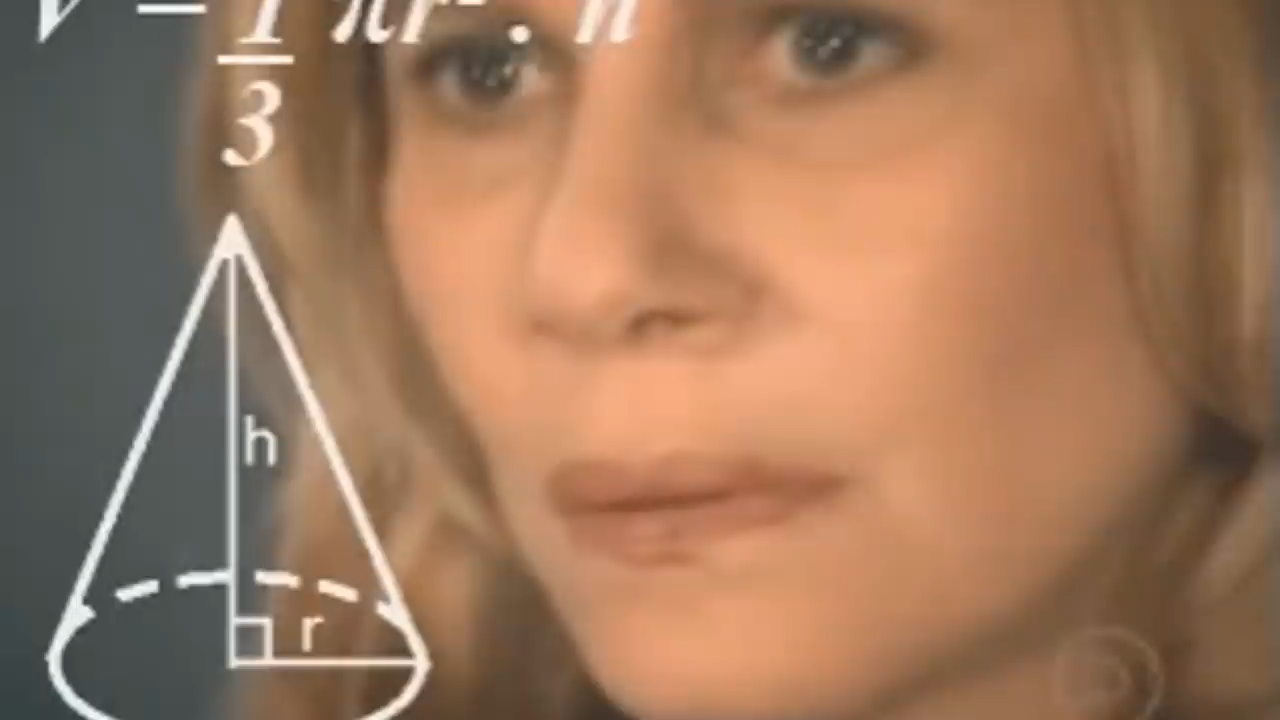 V = 1/3 πr² · h
h
r